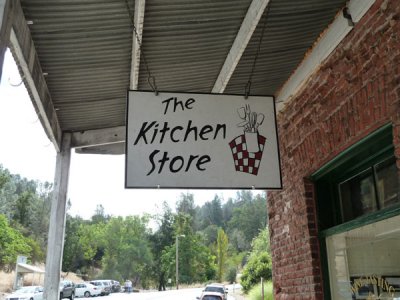 The
Kitchen
Store